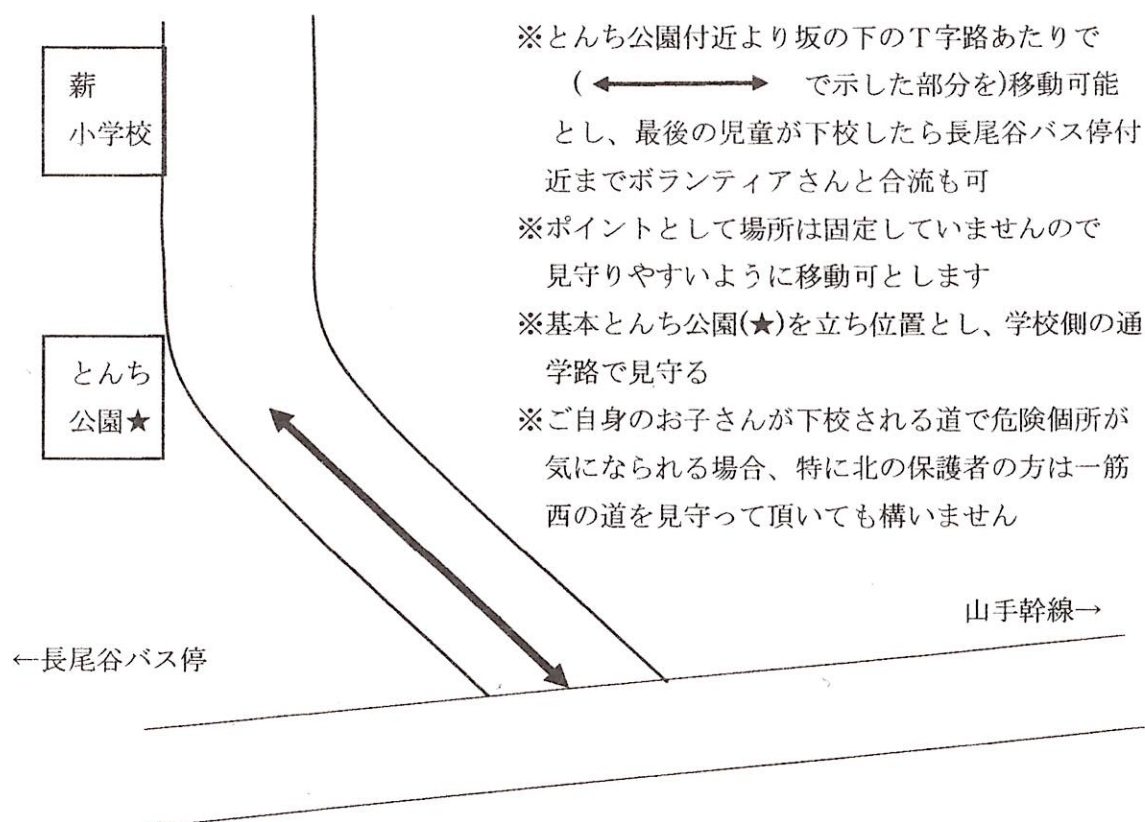 薪
小学校
とんち
公園★
※とんち公園付近より坂の下のT字路あたりで
(←→ で示した部分を)移動可能
とし、最後の児童が下校したら長尾谷バス停付
近までボランティアさんと合流も可
※ポイントとして場所は固定していませんので
見守りやすいように移動可とします
※基本とんち公園(★)を立ち位置とし、学校側の通
学路で見守る
※ご自身のお子さんが下校される道で危険個所が
気になられる場合、特に北の保護者の方は一筋
西の道を見守って頂いても構いません
山手幹線→
←長尾谷バス停